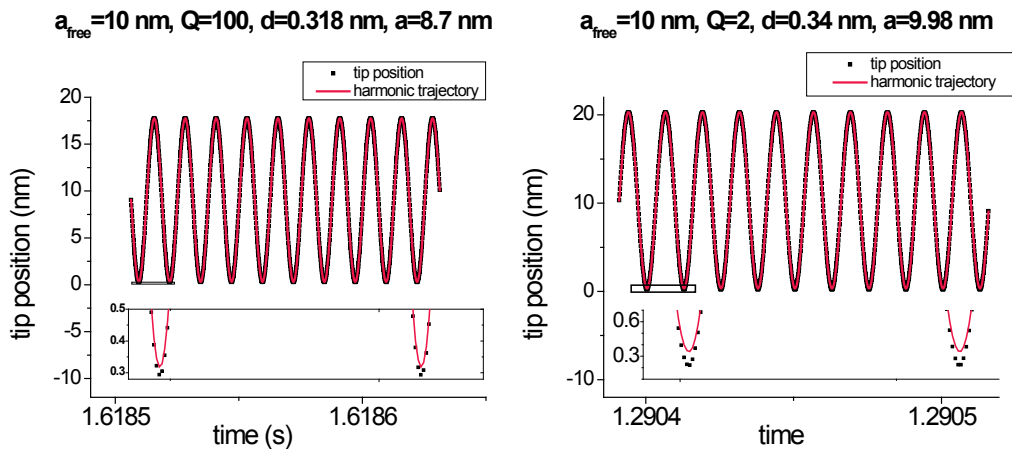 a_free=10 nm, Q=100, d=0.318 nm, a=8.7 nm
tip position
harmonic trajectory
20
15
10
5
0
-5
-10
tip position (nm)
0.5
0.4
0.3
1.6185
1.6186
time (s)
a_free=10 nm, Q=2, d=0.34 nm, a=9.98 nm
tip position
harmonic trajectory
20
10
0
-10
tip position (nm)
0.6
0.3
1.2904
1.2905
time